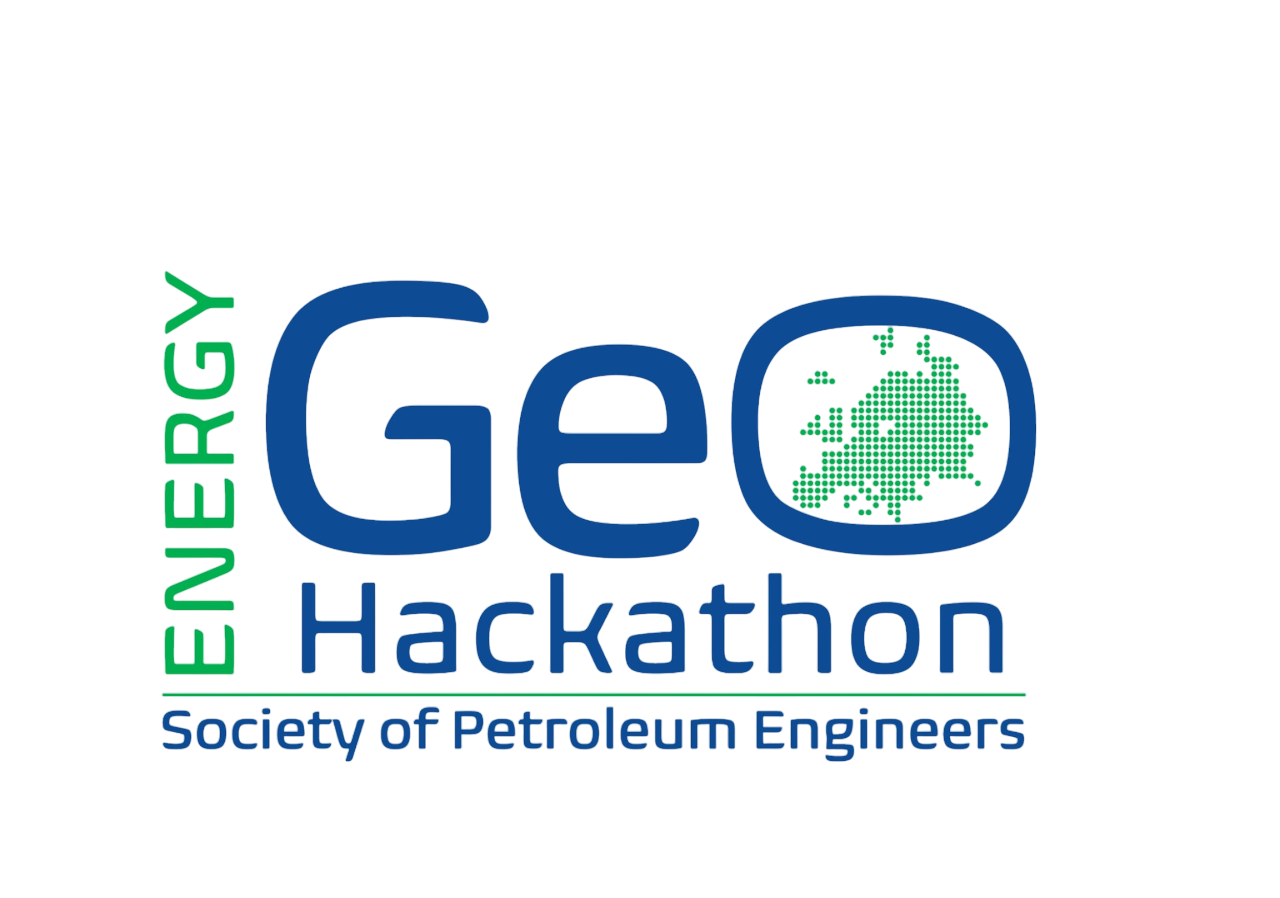 ENERGY
GeO
Hackathon
Society of Petroleum Engineers